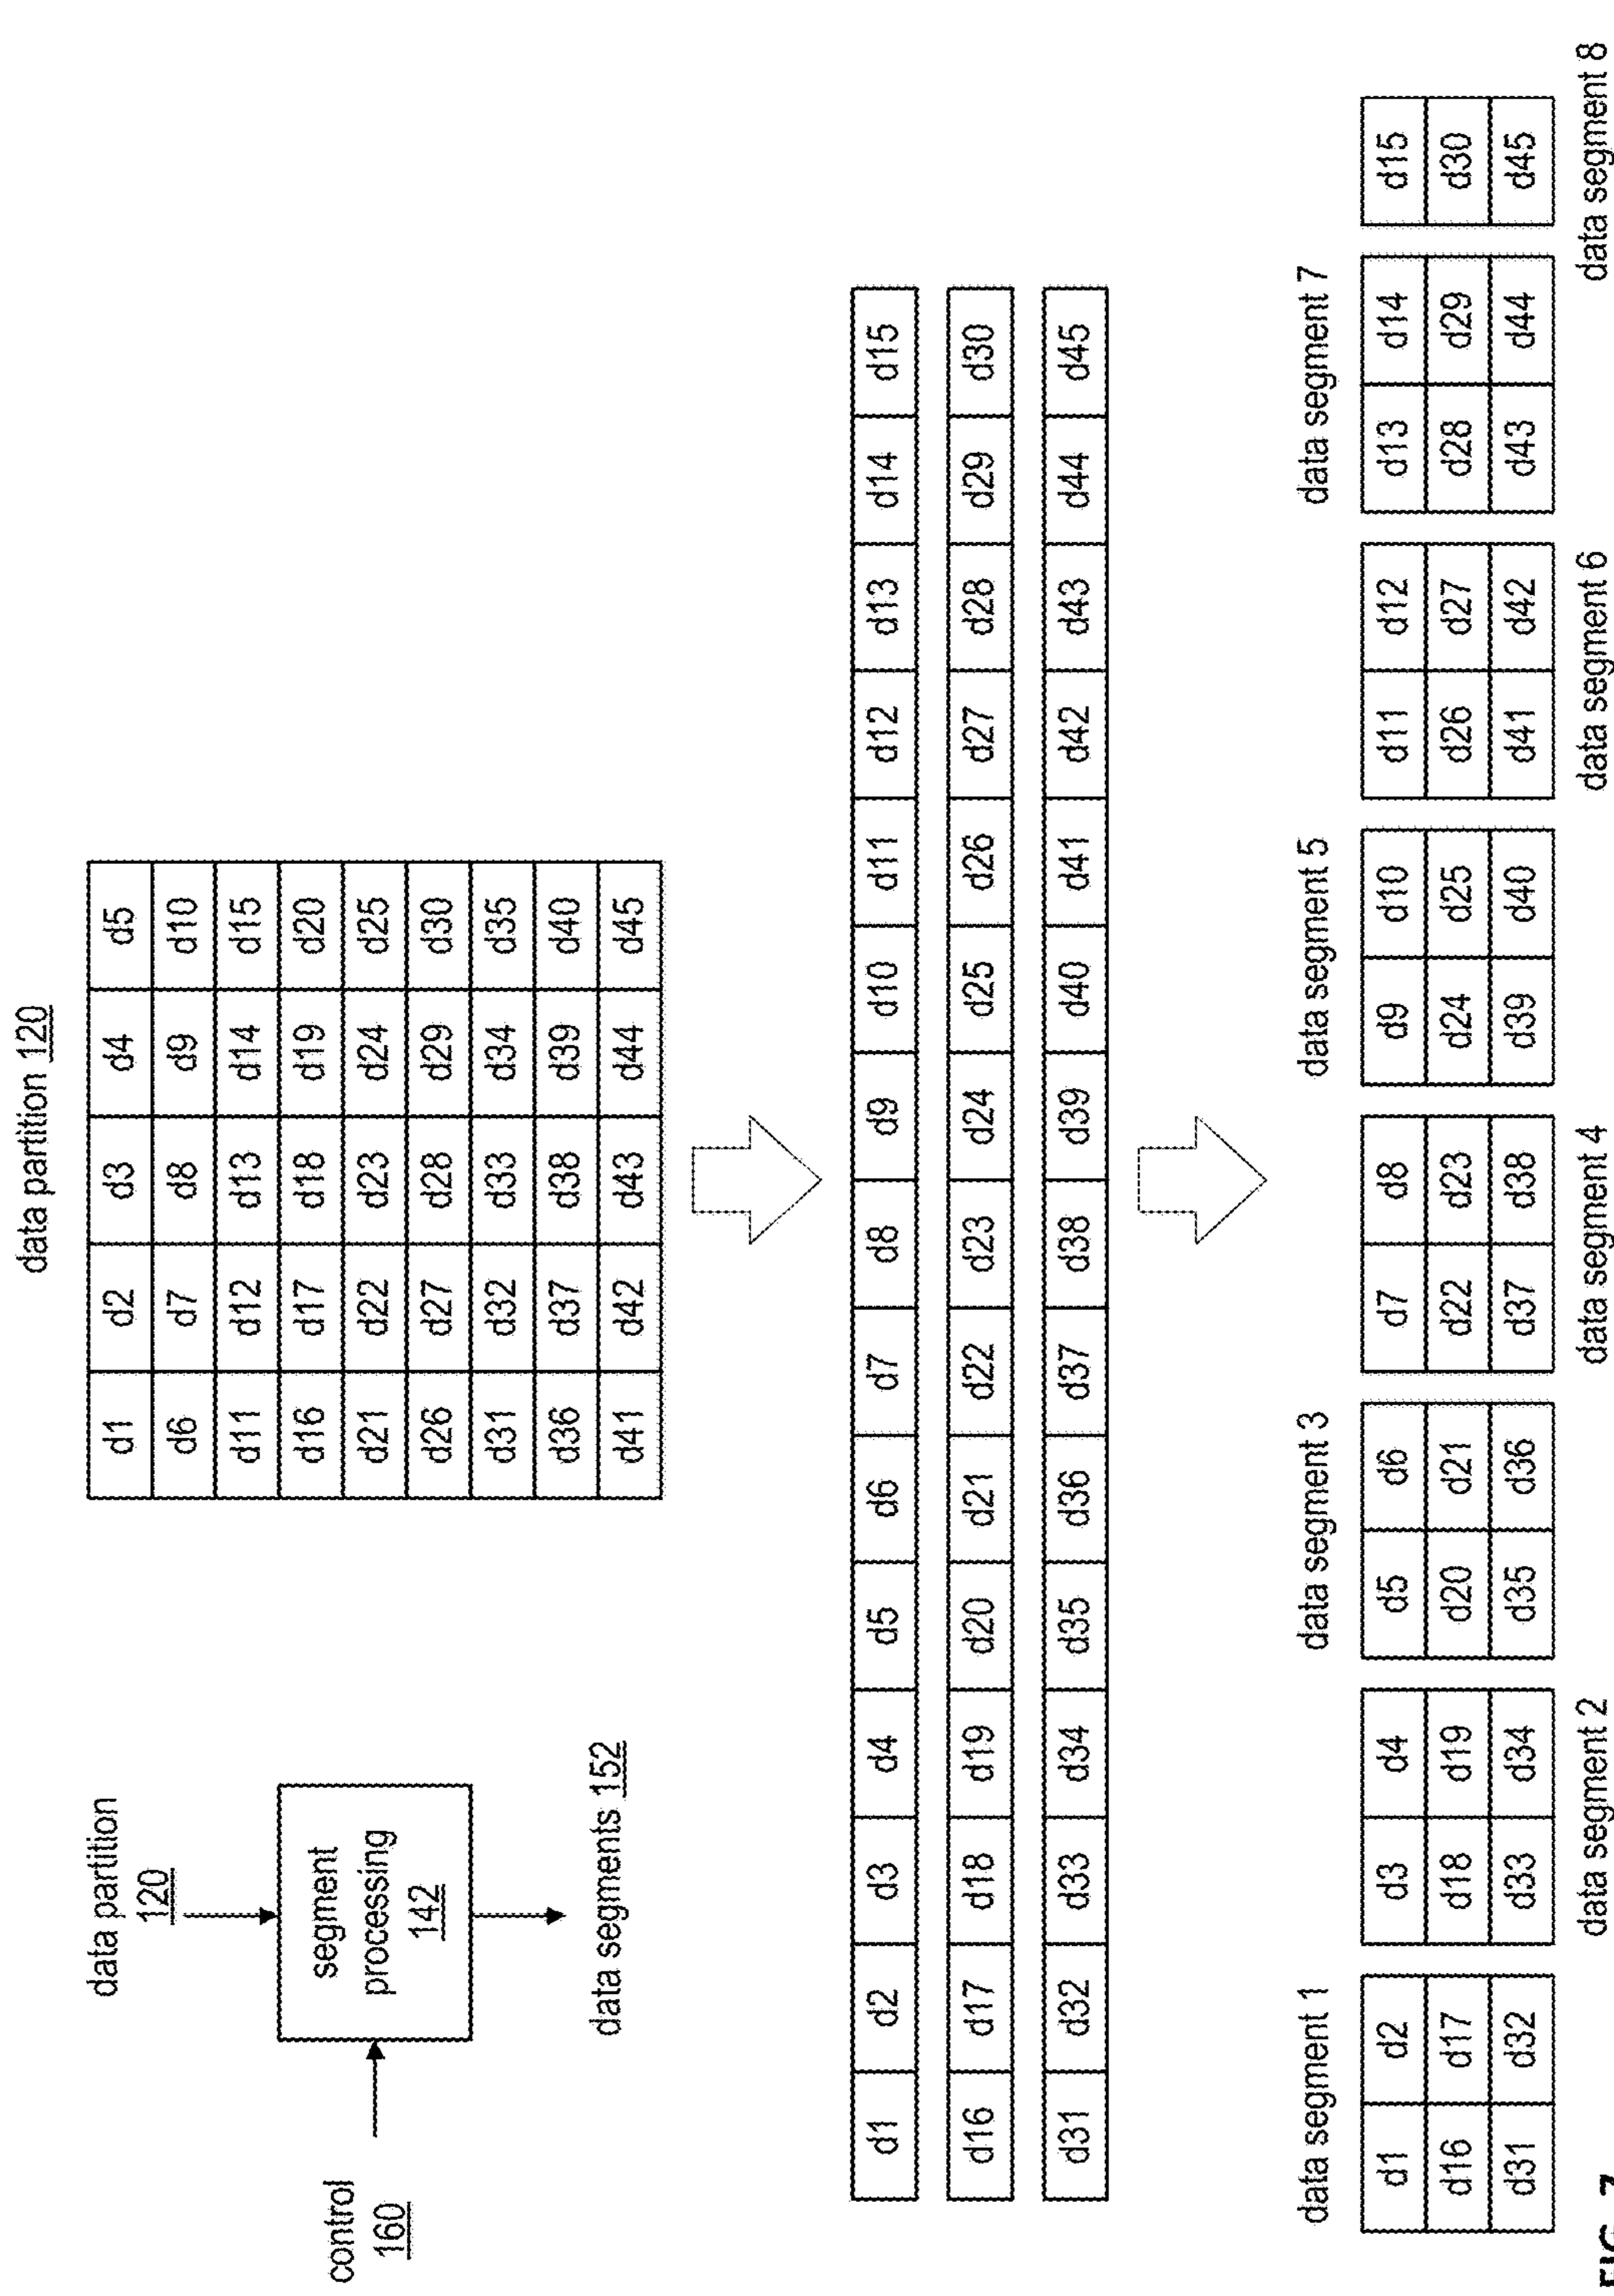 data partition
120
control
160
segment
processing
142
data segments 152
data partition 120
d1 d2 d3 d4 d5
d6 d7 d8 d9 d10
d11 d12 d13 d14 d15
d16 d17 d18 d19 d20
d21 d22 d23 d24 d25
d26 d27 d28 d29 d30
d31 d32 d33 d34 d35
d36 d37 d38 d39 d40
d41 d42 d43 d44 d45
d1 d2 d3 d4 d5 d6 d7 d8 d9 d10 d11 d12 d13 d14 d15
d16 d17 d18 d19 d20 d21 d22 d23 d24 d25 d26 d27 d28 d29 d30
d31 d32 d33 d34 d35 d36 d37 d38 d39 d40 d41 d42 d43 d44 d45
data segment 1 data segment 3 data segment 5 data segment 7
d1 d2 d3 d4 d5 d6 d7 d8 d9 d10 d11 d12 d13 d14 d15
d16 d17 d18 d19 d20 d21 d22 d23 d24 d25 d26 d27 d28 d29 d30
d31 d32 d33 d34 d35 d36 d37 d38 d39 d40 d41 d42 d43 d44 d45
data segment 2 data segment 4 data segment 6 data segment 8
FIG. 7